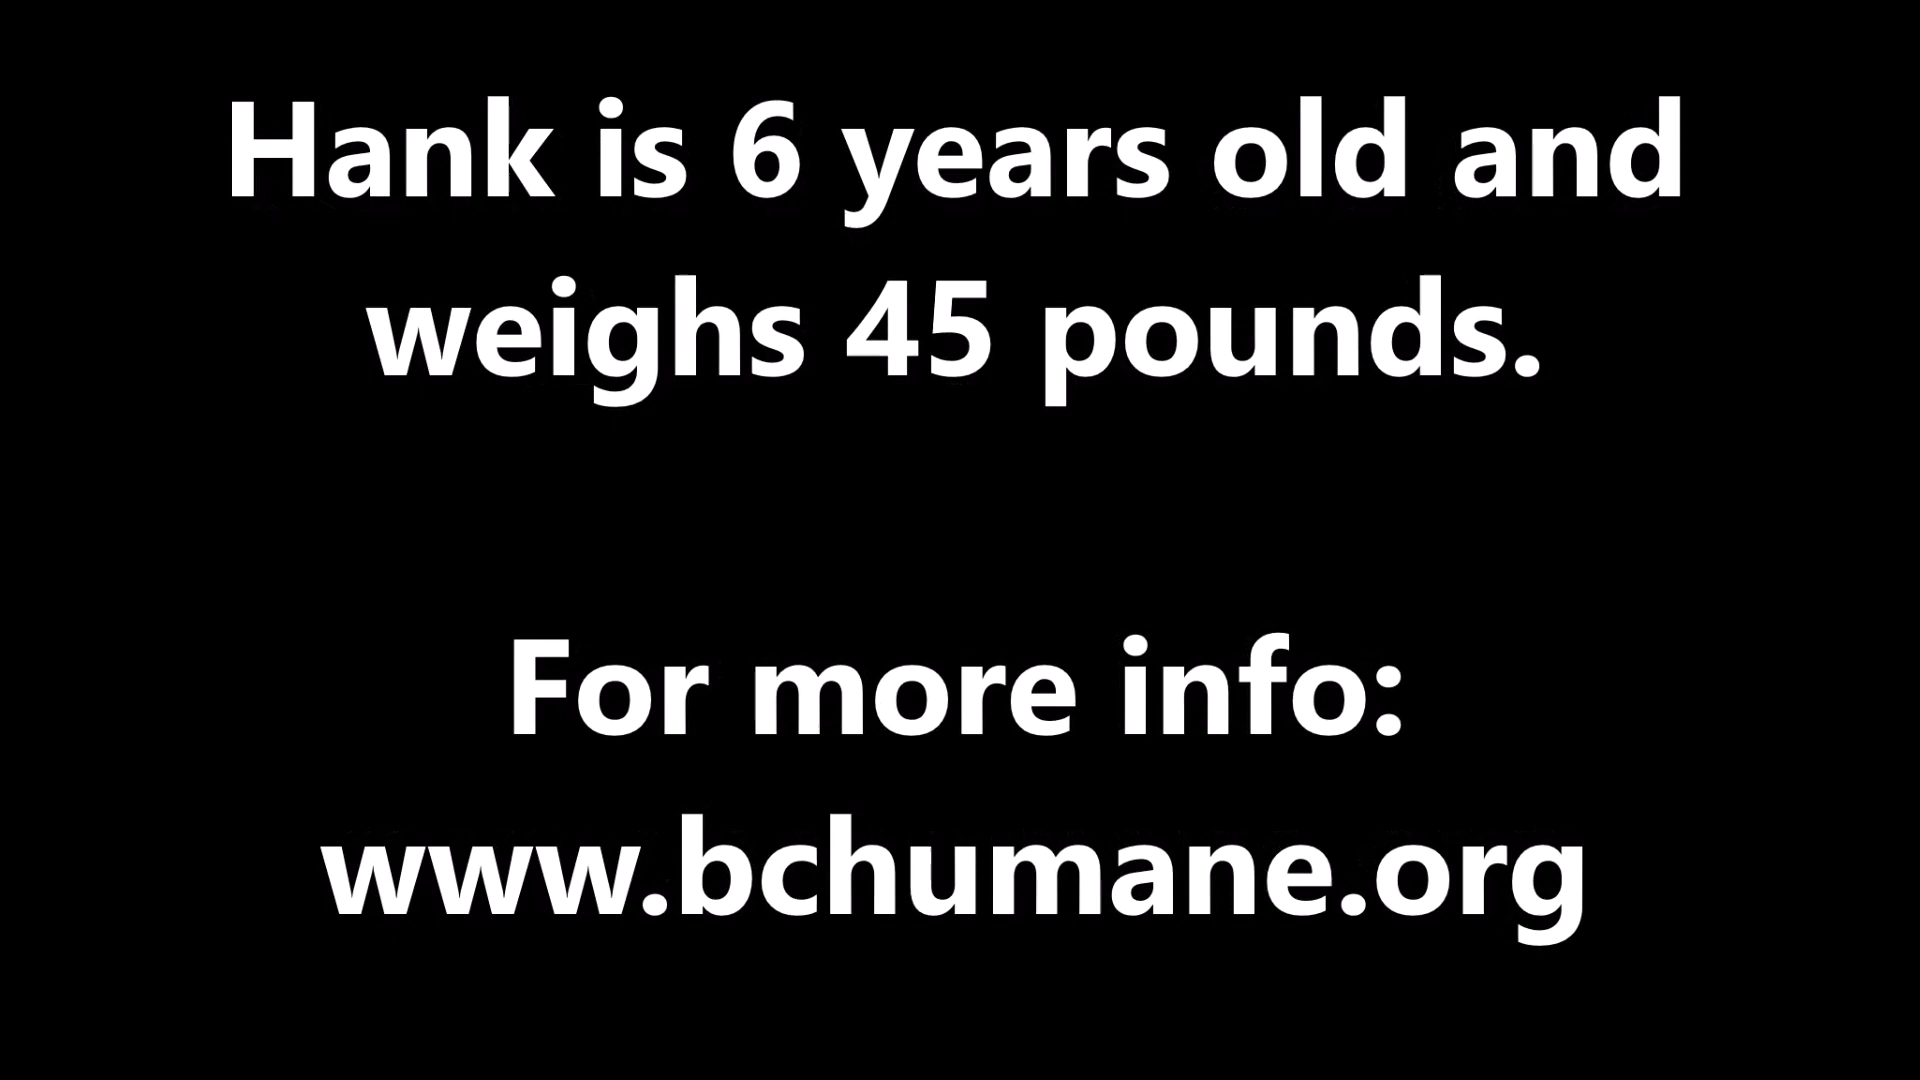 Hank is 6 years old and
weighs 45 pounds.
For more info:
www.bchumane.org